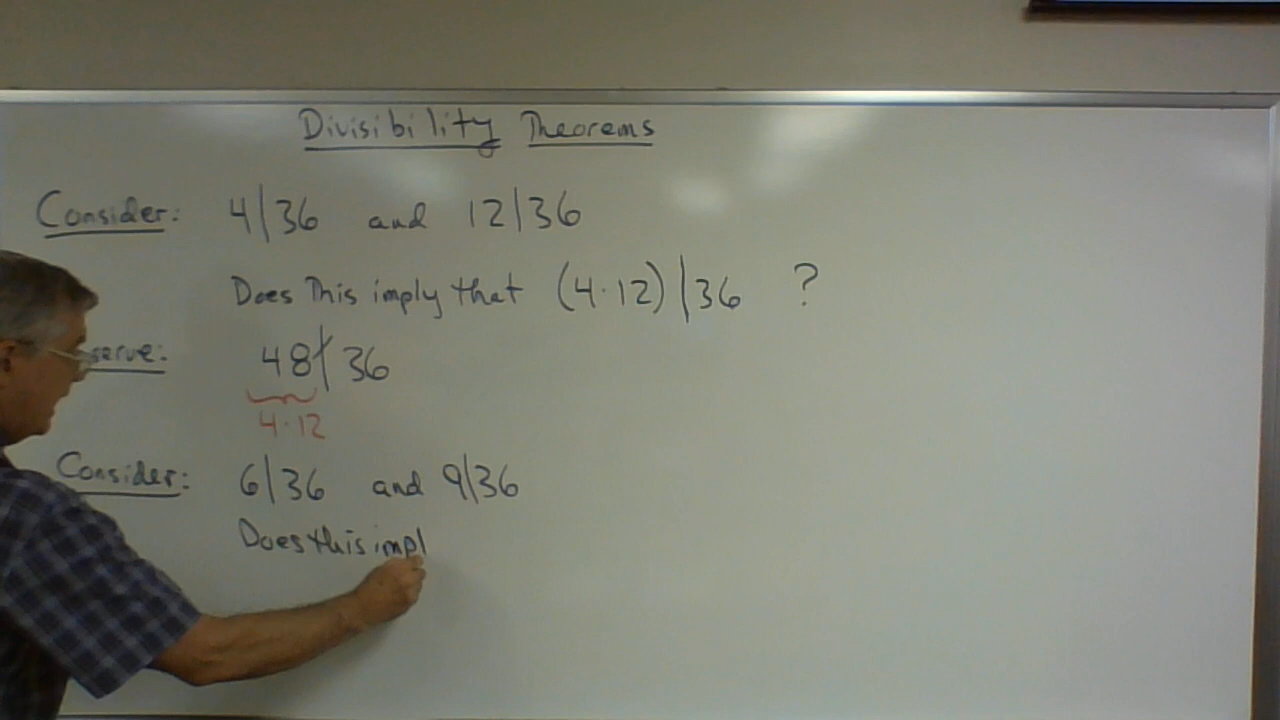 Divisibility Theorems
Consider: 4|36 and 12|36
Does This imply that (4·12)|36 ?
serve: 48∤36
4·12
Consider: 6|36 and 9|36
Does this impl